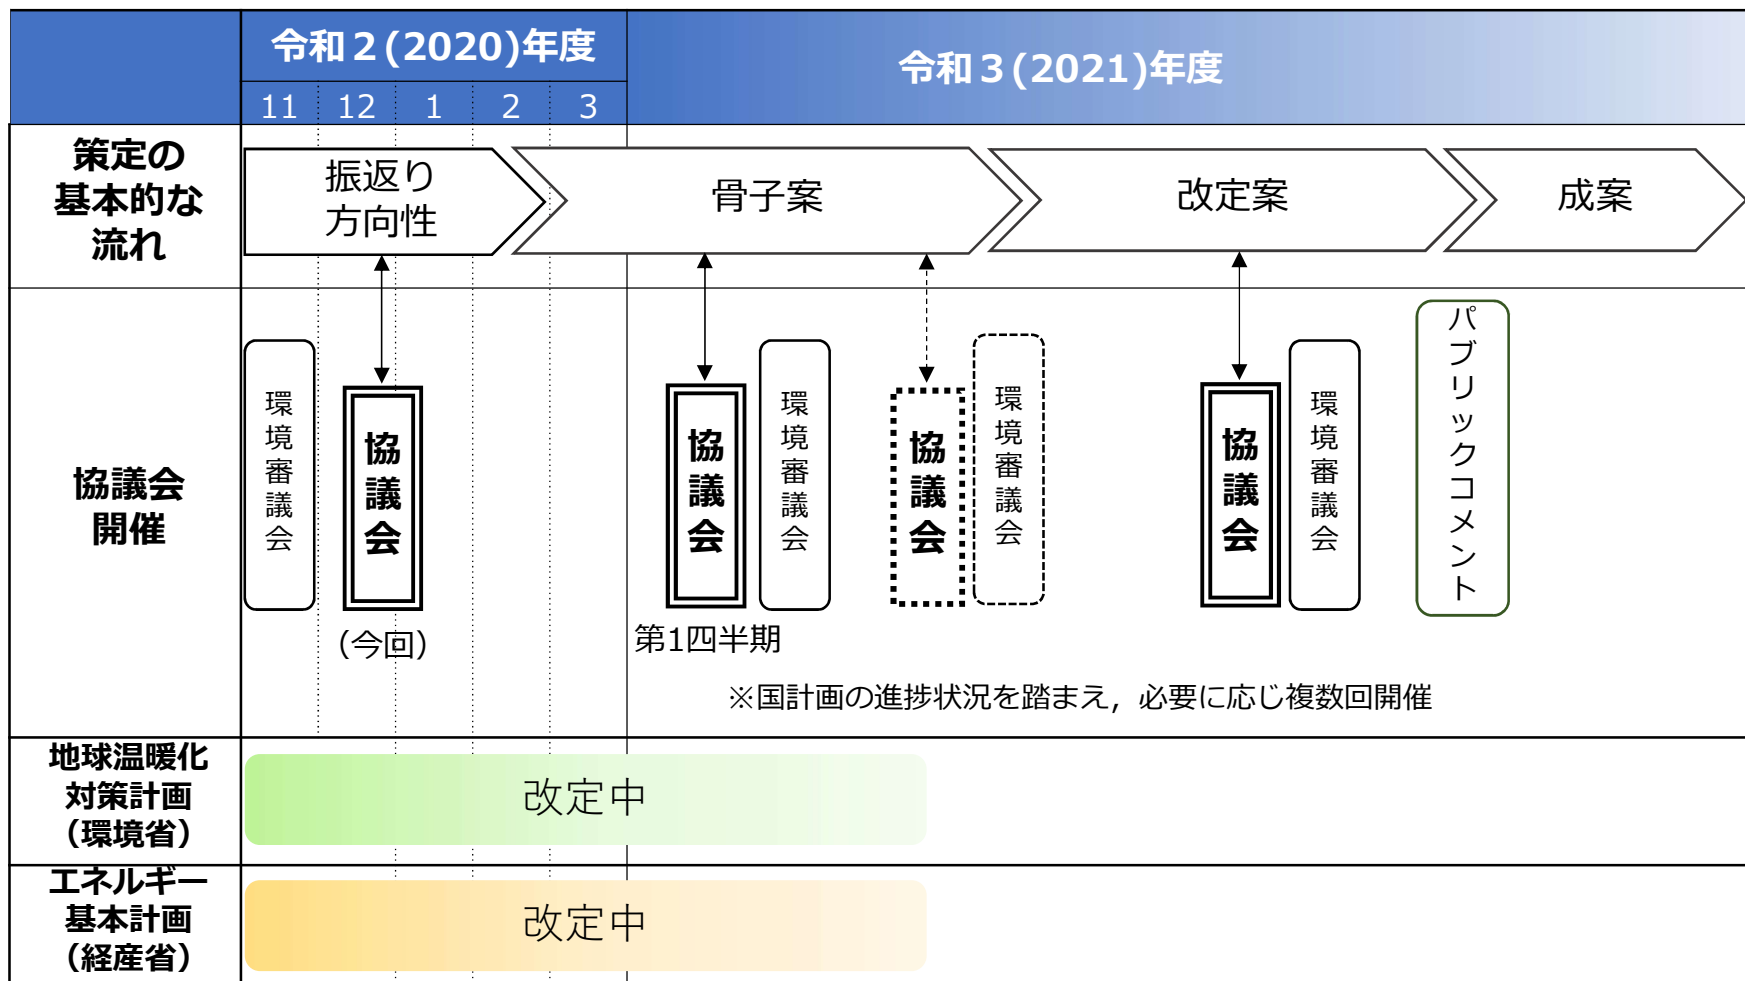 令和２(2020)年度
令和３(2021)年度
11 12 1 2 3
策定の
基本的な
流れ
振返り
方向性
骨子案
改定案
成案
協議会
開催
環境審議会
協議会
(今回)
協議会
第1四半期
環境審議会
協議会
環境審議会
協議会
環境審議会
パブリックコメント
※国計画の進捗状況を踏まえ，必要に応じ複数回開催
地球温暖化
対策計画
（環境省）
改定中
エネルギー
基本計画
（経産省）
改定中